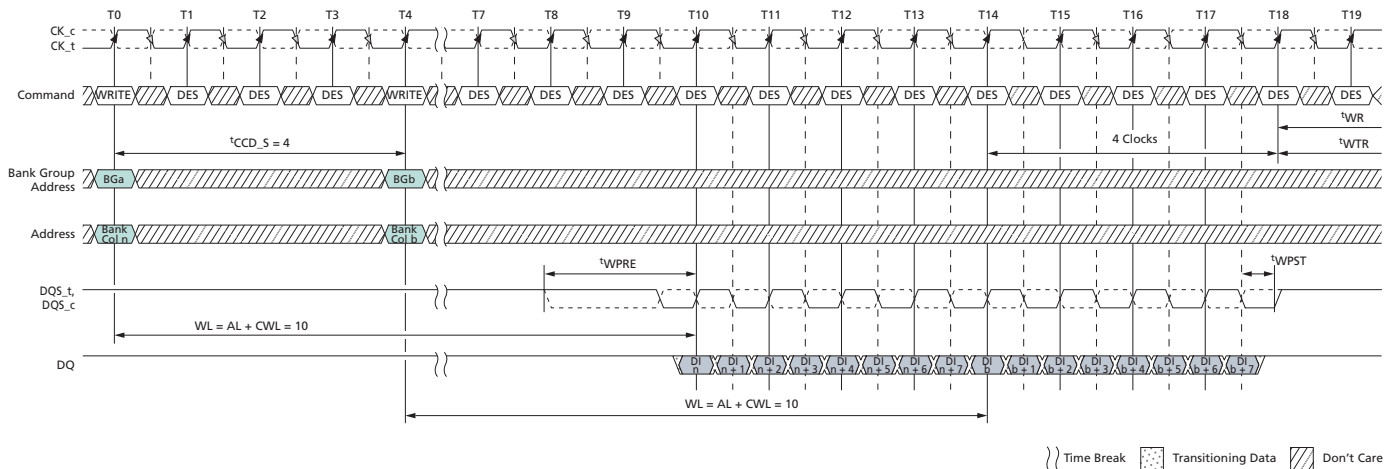 T0 T1 T2 T3 T4 T7 T8 T9 T10 T11 T12 T13 T14 T15 T16 T17 T18 T19
CK_c
CK_t
Command WRITE DES DES DES WRITE DES DES DES DES DES DES DES DES DES DES DES DES DES
tWR
tCCD_S = 4 4 Clocks tWTR
Bank Group
Address BGa BGb
Address Bank
Col n Bank
Col b
tWPRE tWPST
DQS_t,
DQS_c
WL = AL + CWL = 10
DQ DI
n DI
n + 1 DI
n + 2 DI
n + 3 DI
n + 4 DI
n + 5 DI
n + 6 DI
n + 7 DI
b DI
b + 1 DI
b + 2 DI
b + 3 DI
b + 4 DI
b + 5 DI
b + 6 DI
b + 7
WL = AL + CWL = 10
Time Break Transitioning Data Don't Care